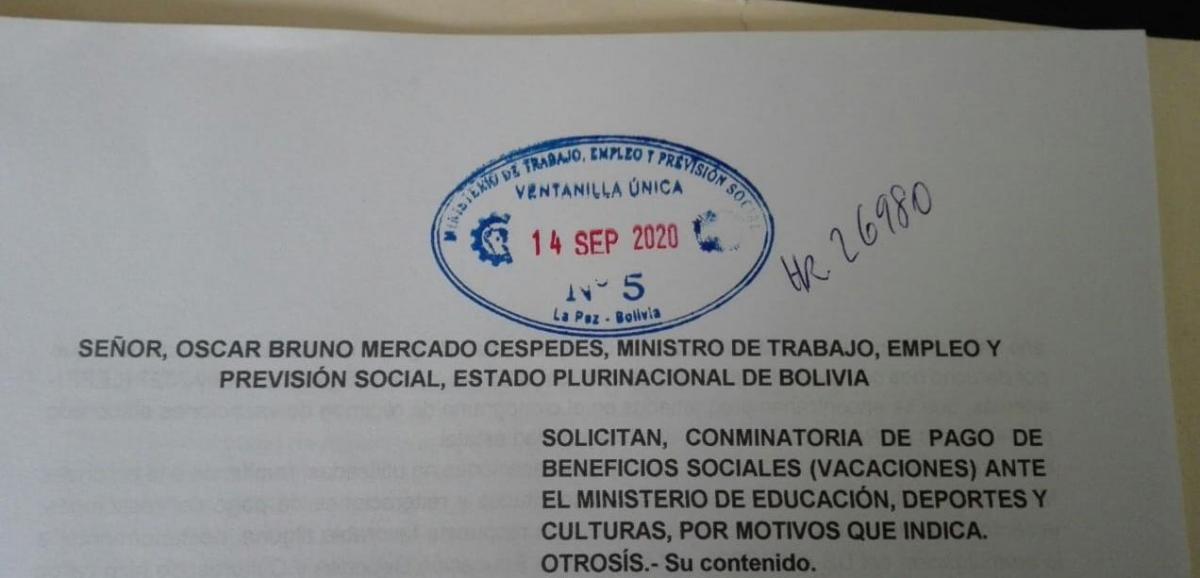 MINISTERIO DE TRABAJO, EMPLEO Y PREVISIÓN SOCIAL
VENTANILLA ÚNICA
14 SEP 2020
N° 5
La Paz - Bolivia
HR 26980
SEÑOR, OSCAR BRUNO MERCADO CESPEDES, MINISTRO DE TRABAJO, EMPLEO Y
PREVISIÓN SOCIAL, ESTADO PLURINACIONAL DE BOLIVIA
SOLICITAN, CONMINATORIA DE PAGO DE
BENEFICIOS SOCIALES (VACACIONES) ANTE
EL MINISTERIO DE EDUCACIÓN, DEPORTES Y
CULTURAS, POR MOTIVOS QUE INDICA.
OTROSÍS.- Su contenido.